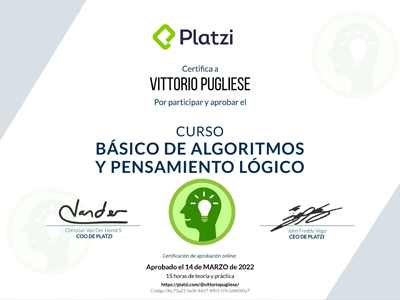 Platzi
Certifica a
VITTORIO PUGLIESE
Por participar y aprobar el
CURSO
BÁSICO DE ALGORITMOS
Y PENSAMIENTO LÓGICO
Christian Van Der Henst S
COO DE PLATZI
John Freddy Vega
CEO DE PLATZI
Certificación de aprobación online:
Aprobado el 14 de MARZO de 2022
15 horas de teoría y práctica
https://platzi.com/@vittoriopugliese/